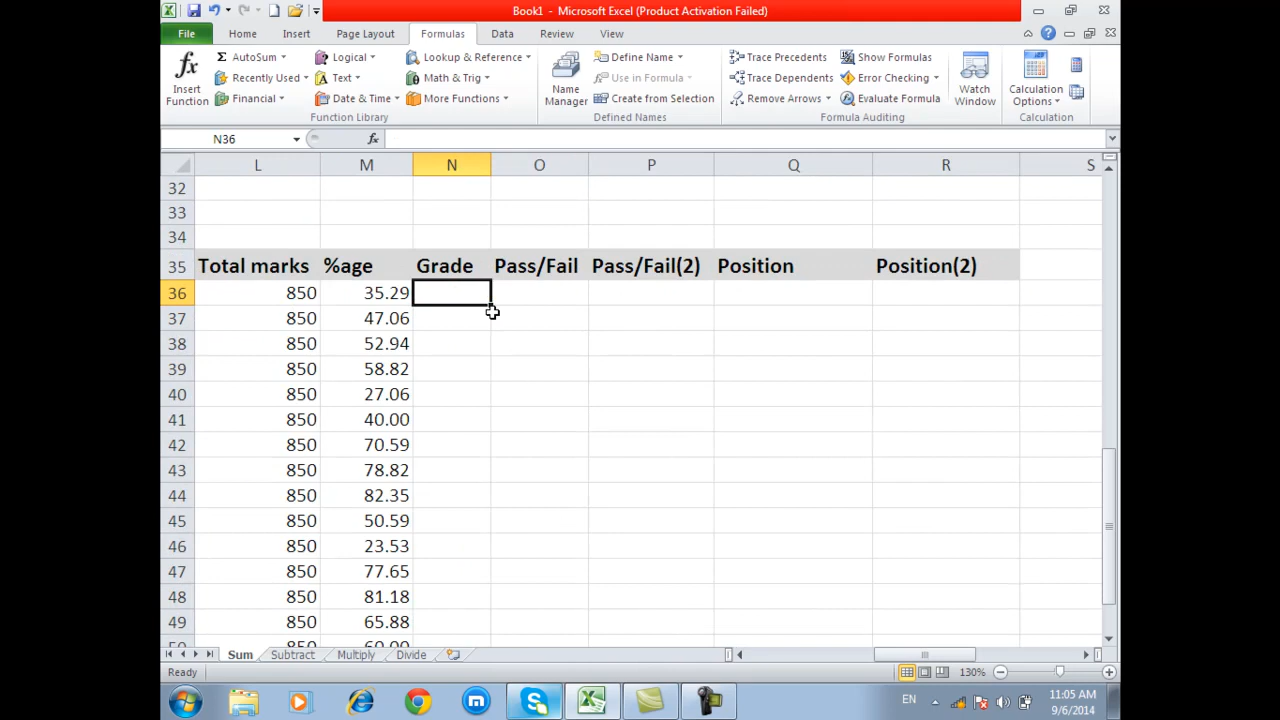 Book1 - Microsoft Excel (Product Activation Failed)
File Home Insert Page Layout Formulas Data Review View
fx Insert Function
Σ AutoSum
Recently Used
Financial
Logical
Text
Date & Time
Lookup & Reference
Math & Trig
More Functions
Function Library
Name Manager
Define Name
Use in Formula
Create from Selection
Defined Names
Trace Precedents
Trace Dependents
Remove Arrows
Show Formulas
Error Checking
Evaluate Formula
Formula Auditing
Watch Window
Calculation Options
Calculation
N36 fx
L M N O P Q R S
32
33
34
35 Total marks %age Grade Pass/Fail Pass/Fail(2) Position Position(2)
36 850 35.29
37 850 47.06
38 850 52.94
39 850 58.82
40 850 27.06
41 850 40.00
42 850 70.59
43 850 78.82
44 850 82.35
45 850 50.59
46 850 23.53
47 850 77.65
48 850 81.18
49 850 65.88
50 850 60.00
Sum Subtract Multiply Divide
Ready 130%
EN 11:05 AM
9/6/2014